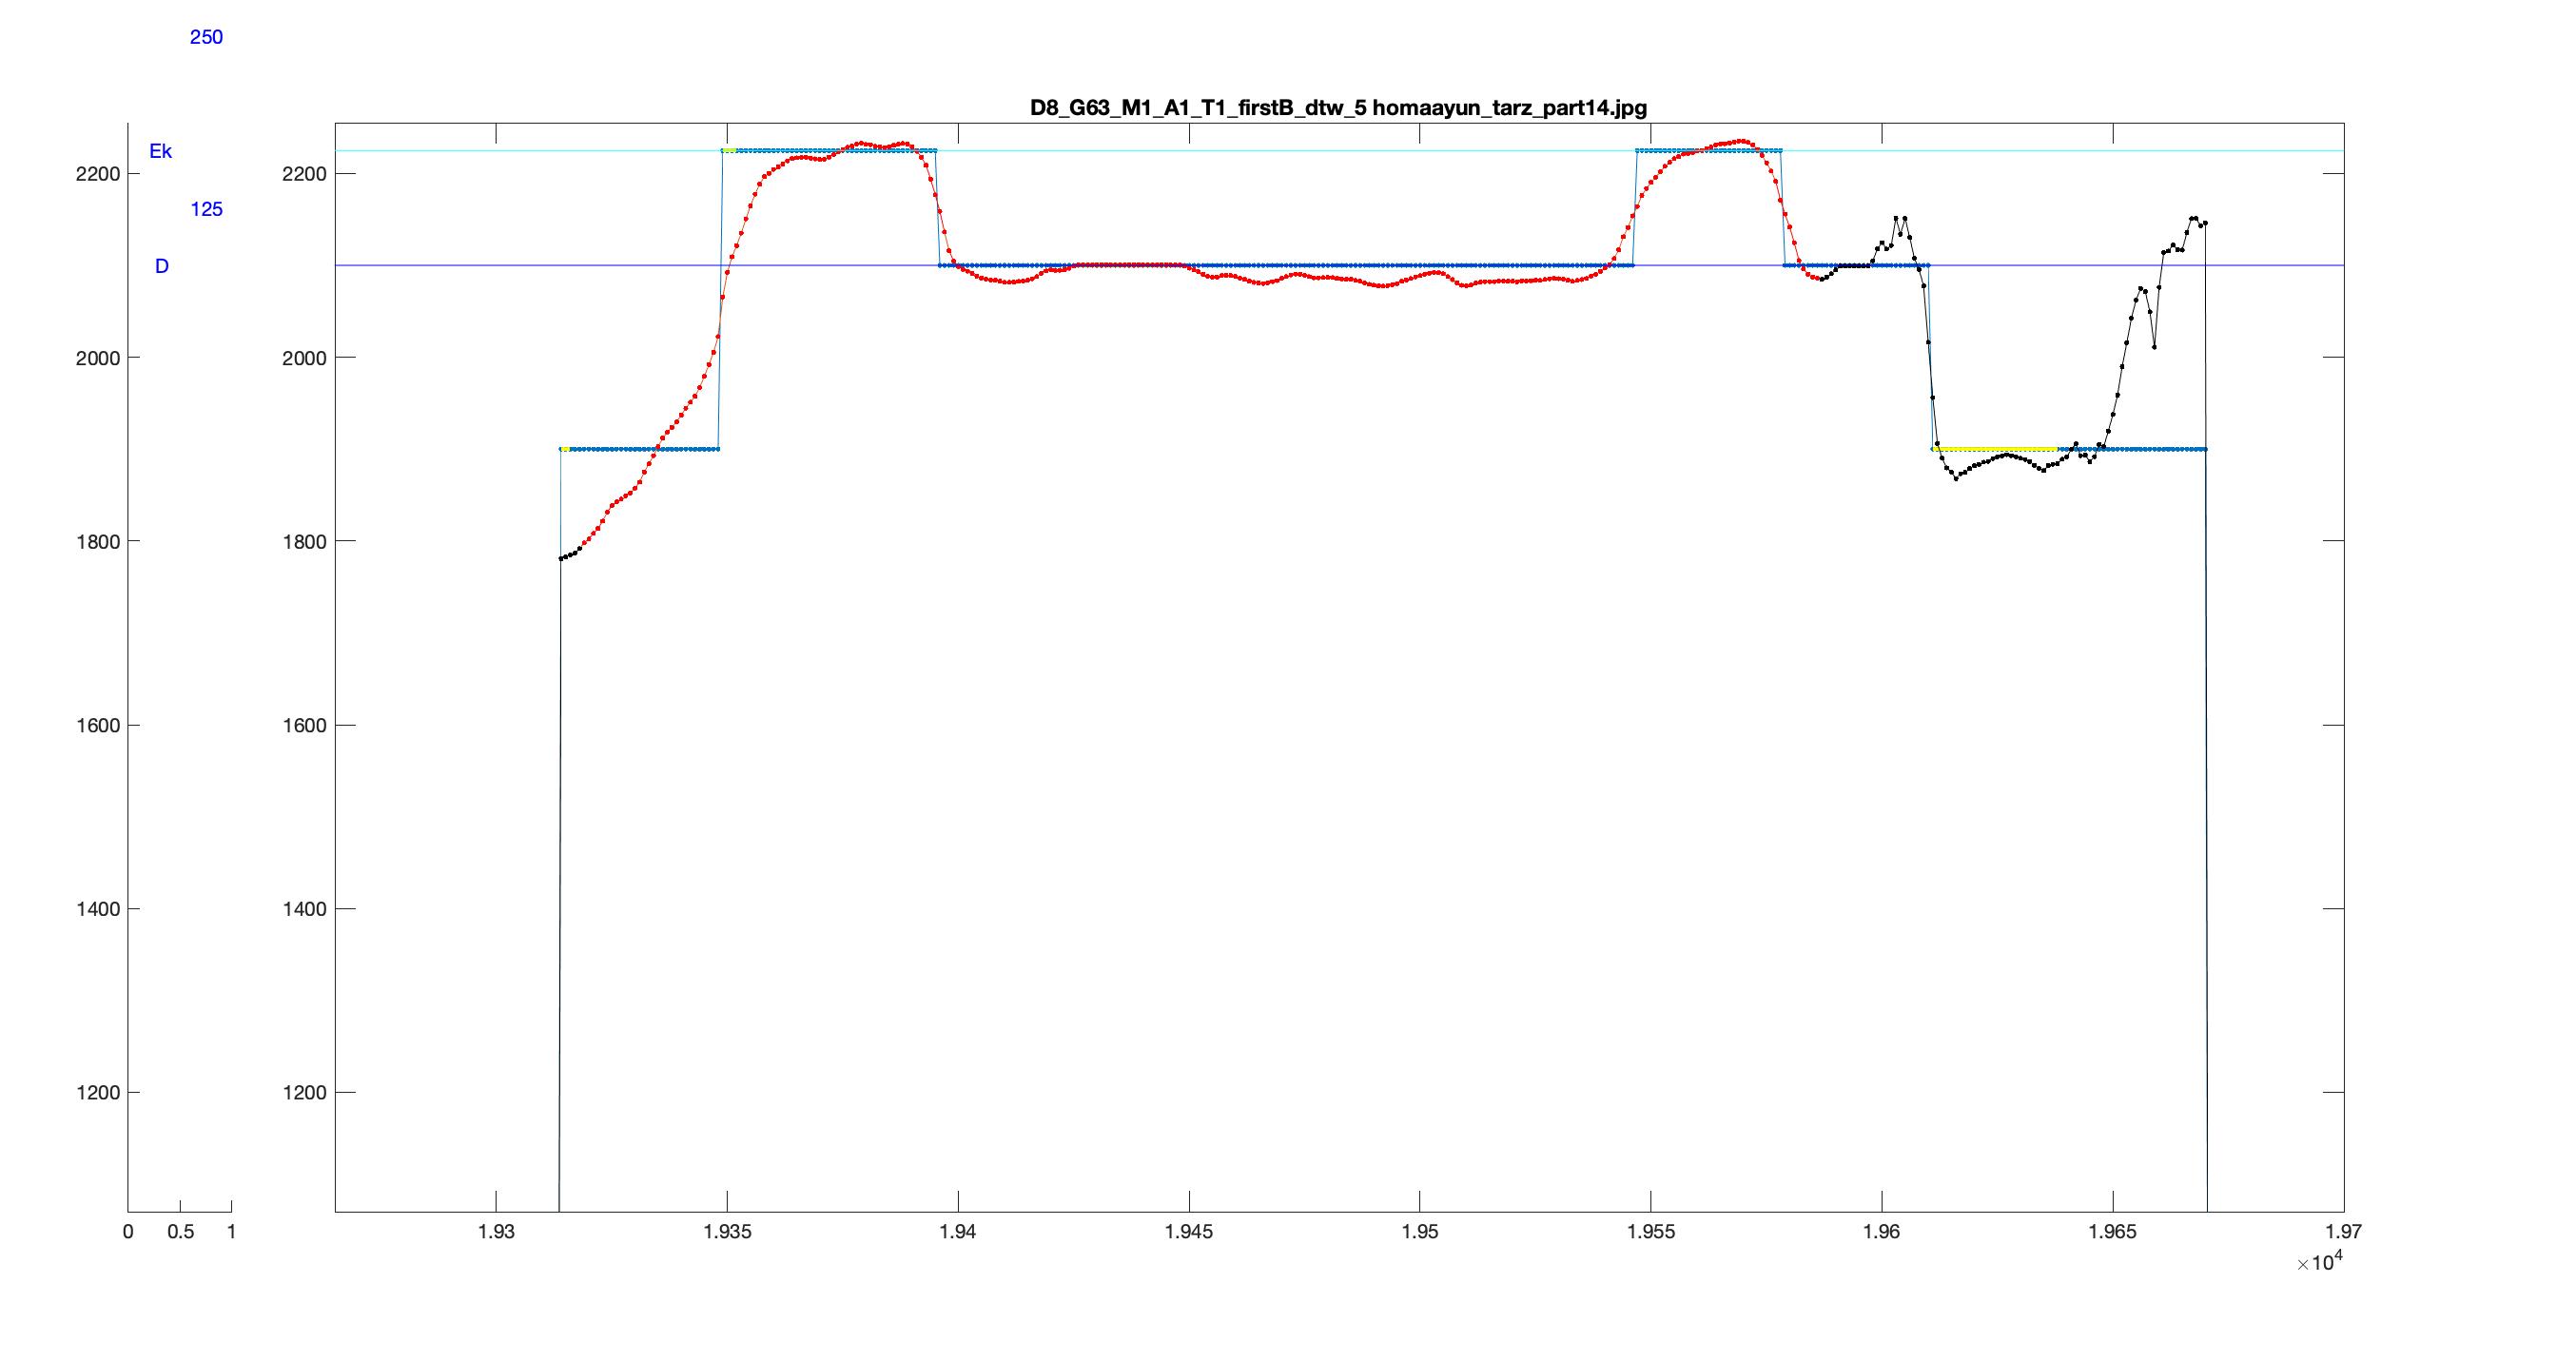 250
D8_G63_M1_A1_T1_firstB_dtw_5 homaayun_tarz_part14.jpg
Ek
2200 2200
125
D
2000 2000
1800 1800
1600 1600
1400 1400
1200 1200
0 0.5 1 1.93 1.935 1.94 1.945 1.95 1.955 1.96 1.965 1.97
×10^4